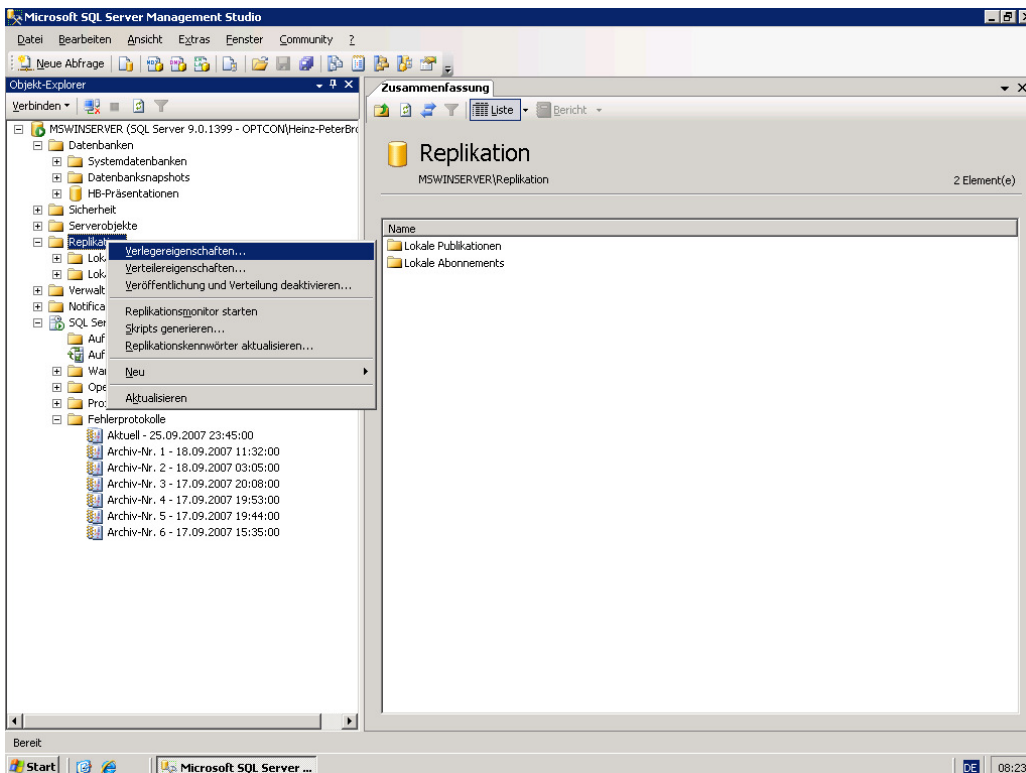 Microsoft SQL Server Management Studio
Datei Bearbeiten Ansicht Extras Fenster Community ?
Neue Abfrage
Objekt-Explorer
Verbinden
MSWINSERVER (SQL Server 9.0.1399 - OPTCON\Heinz-PeterBr
Datenbanken
Systemdatenbanken
Datenbanksnapshots
HB-Präsentationen
Sicherheit
Serverobjekte
Replikat
Lok
Lok
Verwalt
Notifica
SQL Ser
Auf
Auf
War
Ope
Pro
Fehlerprotokolle
Aktuell - 25.09.2007 23:45:00
Archiv-Nr. 1 - 18.09.2007 11:32:00
Archiv-Nr. 2 - 18.09.2007 03:05:00
Archiv-Nr. 3 - 17.09.2007 20:08:00
Archiv-Nr. 4 - 17.09.2007 19:53:00
Archiv-Nr. 5 - 17.09.2007 19:44:00
Archiv-Nr. 6 - 17.09.2007 15:35:00
Verlegereigenschaften...
Verteilereigenschaften...
Veröffentlichung und Verteilung deaktivieren...
Replikationsmonitor starten
Skripts generieren...
Replikationskennwörter aktualisieren...
Neu
Aktualisieren
Zusammenfassung
Liste Bericht
Replikation
MSWINSERVER\Replikation 2 Element(e)
Name
Lokale Publikationen
Lokale Abonnements
Bereit
Start Microsoft SQL Server ... DE 08:23